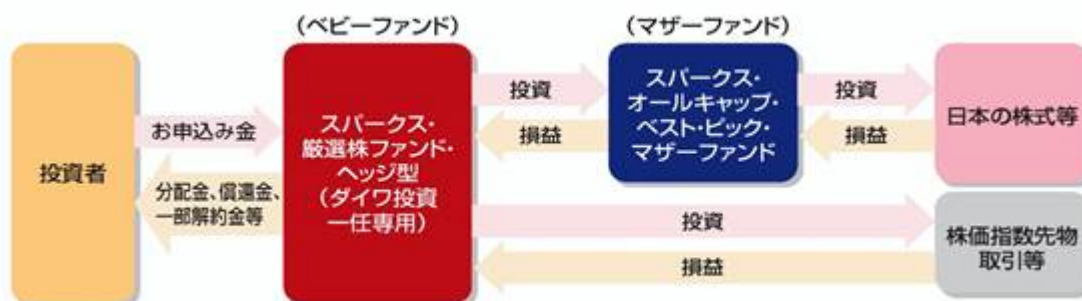 （ベビーファンド）
（マザーファンド）
投資者
お申込み金
分配金、償還金、
一部解約金等
スパークス・
厳選株ファンド・
ヘッジ型
（ダイワ投資
一任専用）
投資
損益
スパークス・
オールキャップ・
ベスト・ピック・
マザーファンド
投資
損益
日本の株式等
投資
損益
株価指数先物
取引等